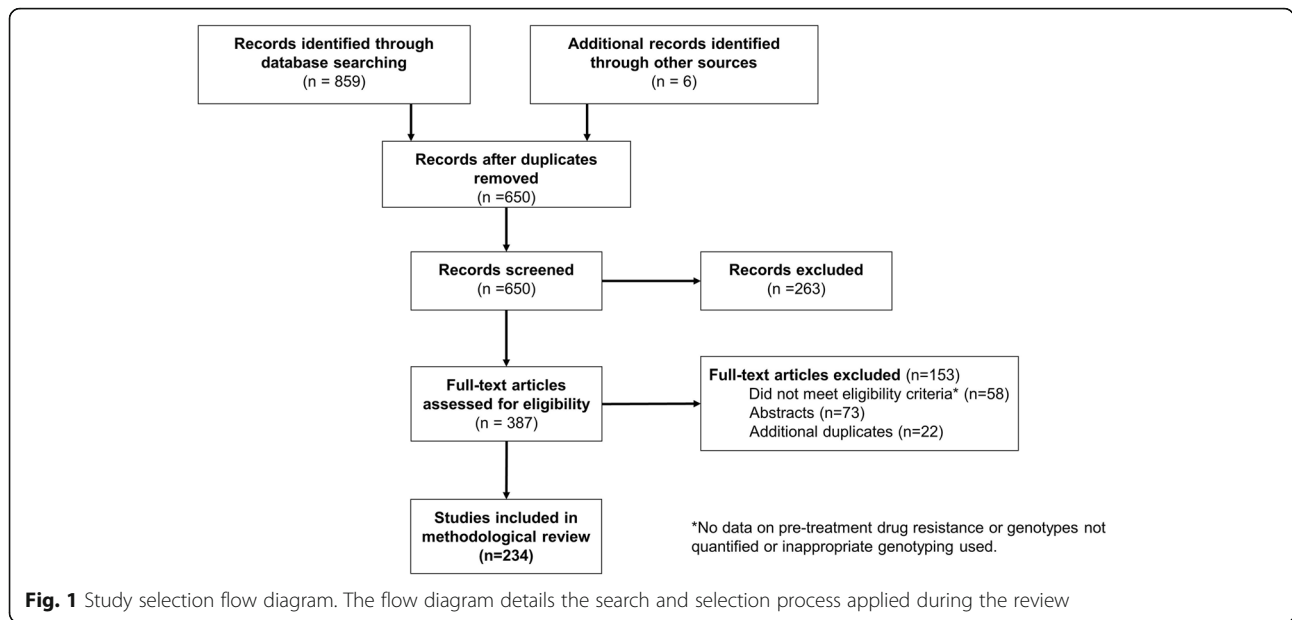 Records identified through
database searching
(n = 859)
Additional records identified
through other sources
(n = 6)
Records after duplicates
removed
(n =650)
Records screened
(n =650)
Records excluded
(n =263)
Full-text articles
assessed for eligibility
(n = 387)
Full-text articles excluded (n=153)
Did not meet eligibility criteria* (n=58)
Abstracts (n=73)
Additional duplicates (n=22)
Studies included in
methodological review
(n=234)
*No data on pre-treatment drug resistance or genotypes not
quantified or inappropriate genotyping used.
Fig. 1 Study selection flow diagram. The flow diagram details the search and selection process applied during the review